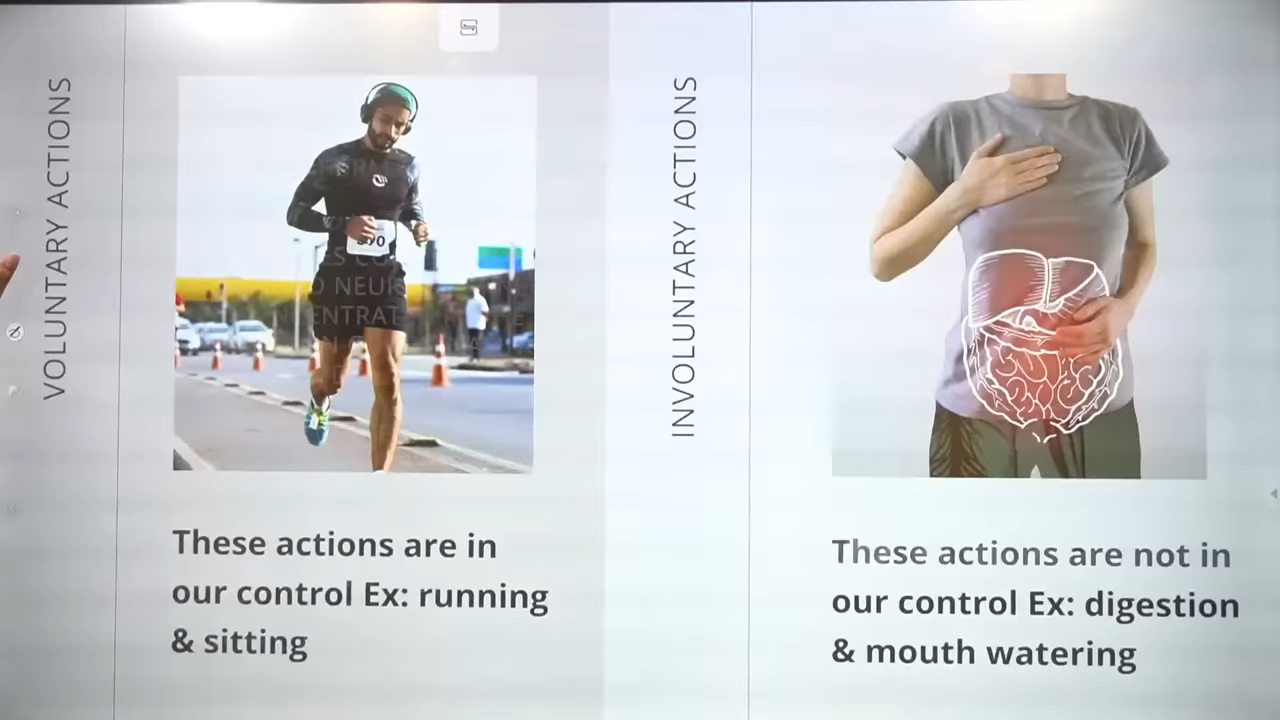 VOLUNTARY ACTIONS
These actions are in
our control Ex: running
& sitting
INVOLUNTARY ACTIONS
These actions are not in
our control Ex: digestion
& mouth watering